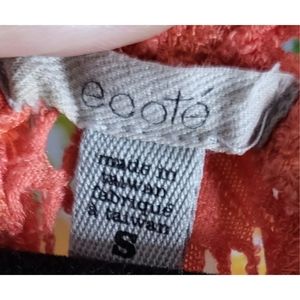 ecoté
made in
taiwan
fabriqué
à taiwan
S